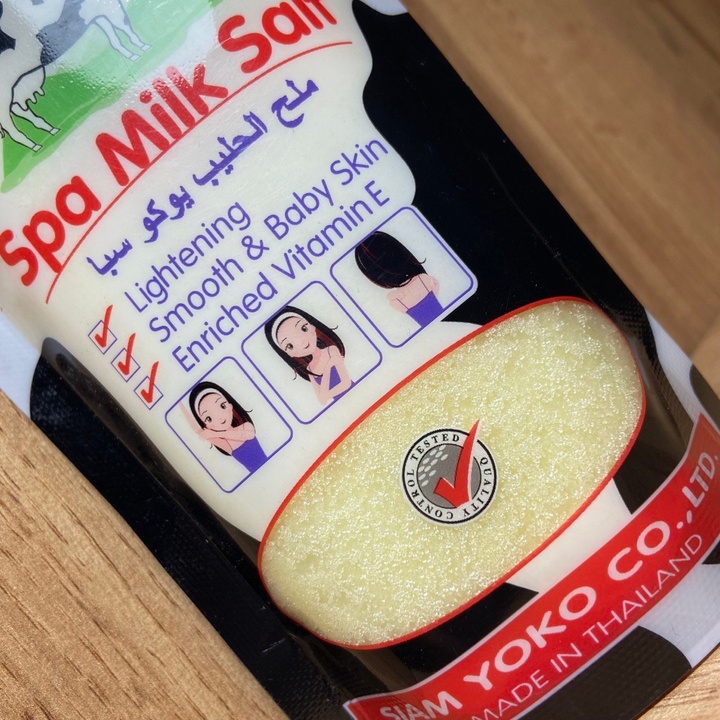 Spa Milk Salt
ملح الحليب يوكو سبا
Lightening
Smooth & Baby Skin
Enriched Vitamin E
TESTED QUALITY CONTROL
SIAM YOKO CO.,LTD.
MADE IN THAILAND